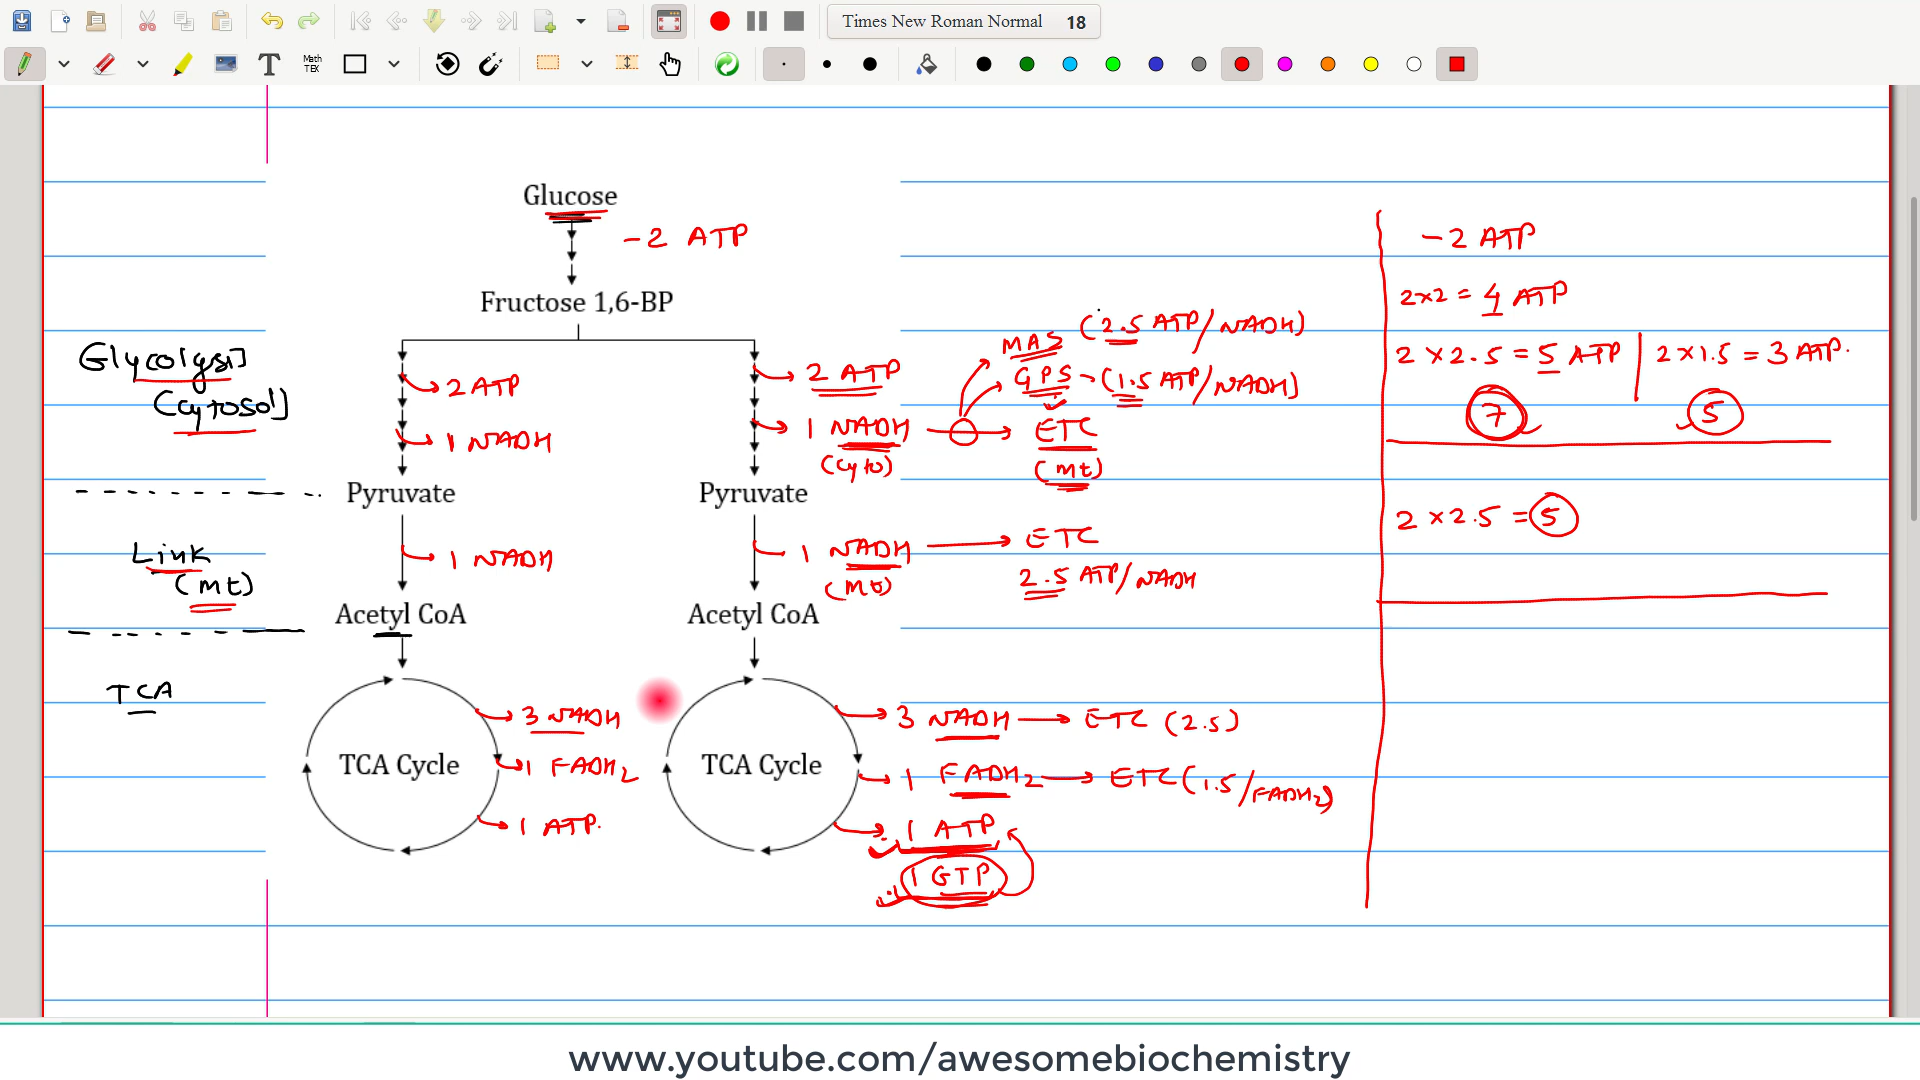 Times New Roman Normal 18
Math
TEX
Glucose
-2 ATP
Fructose 1,6-BP
Glycolysis
(Cytosol)
2 ATP
1 NADH
2 ATP
1 NADH
(Cyto)
MAS (2.5 ATP/NADH)
GPS - (1.5 ATP/NADH)
ETC
(mt)
Pyruvate
Pyruvate
Link
(mt)
1 NADH
1 NADH
(Mt)
ETC
2.5 ATP/NADH
Acetyl CoA
Acetyl CoA
TCA
TCA Cycle
3 NADH
1 FADH2
1 ATP.
TCA Cycle
3 NADH
ETC (2.5)
1 FADH2
ETC (1.5/FADH2)
1 ATP
1 GTP
-2 ATP
2x2 = 4 ATP
2 x 2.5 = 5 ATP
2 x 1.5 = 3 ATP.
7
5
2 x 2.5 = 5
www.youtube.com/awesomebiochemistry